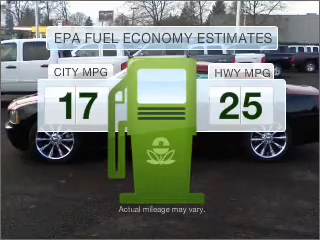 EPA FUEL ECONOMY ESTIMATES
CITY MPG
HWY MPG
17
25
Actual mileage may vary.